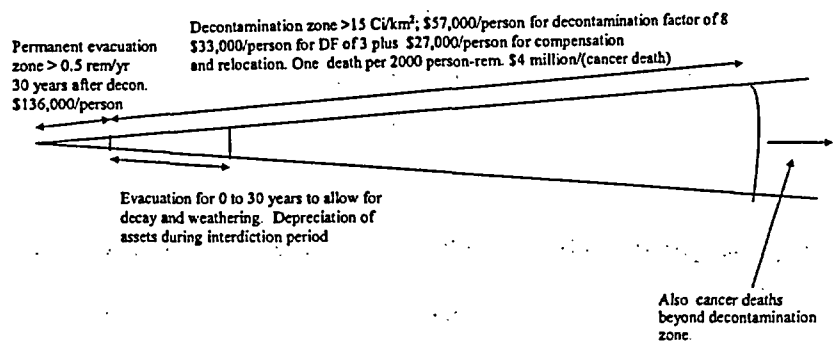 Decontamination zone >15 Ci/km²; $57,000/person for decontamination factor of 8
$33,000/person for DF of 3 plus $27,000/person for compensation
and relocation. One death per 2000 person-rem. $4 million/(cancer death)
Permanent evacuation
zone > 0.5 rem/yr
30 years after decon.
$136,000/person
Evacuation for 0 to 30 years to allow for
decay and weathering. Depreciation of
assets during interdiction period
Also cancer deaths
beyond decontamination
zone.